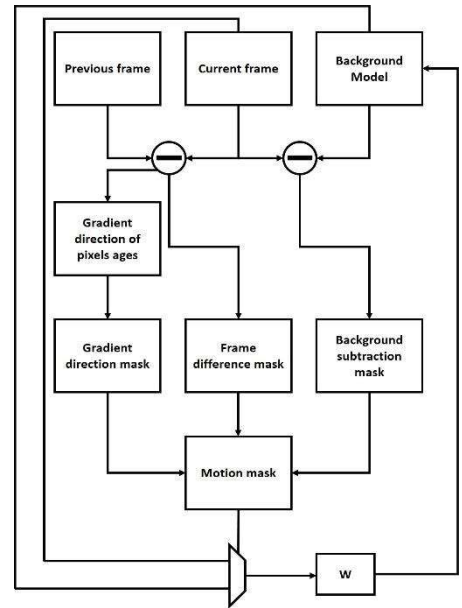 Previous frame
Current frame
Background
Model
Gradient
direction of
pixels ages
Gradient
direction mask
Frame
difference mask
Background
subtraction
mask
Motion mask
W